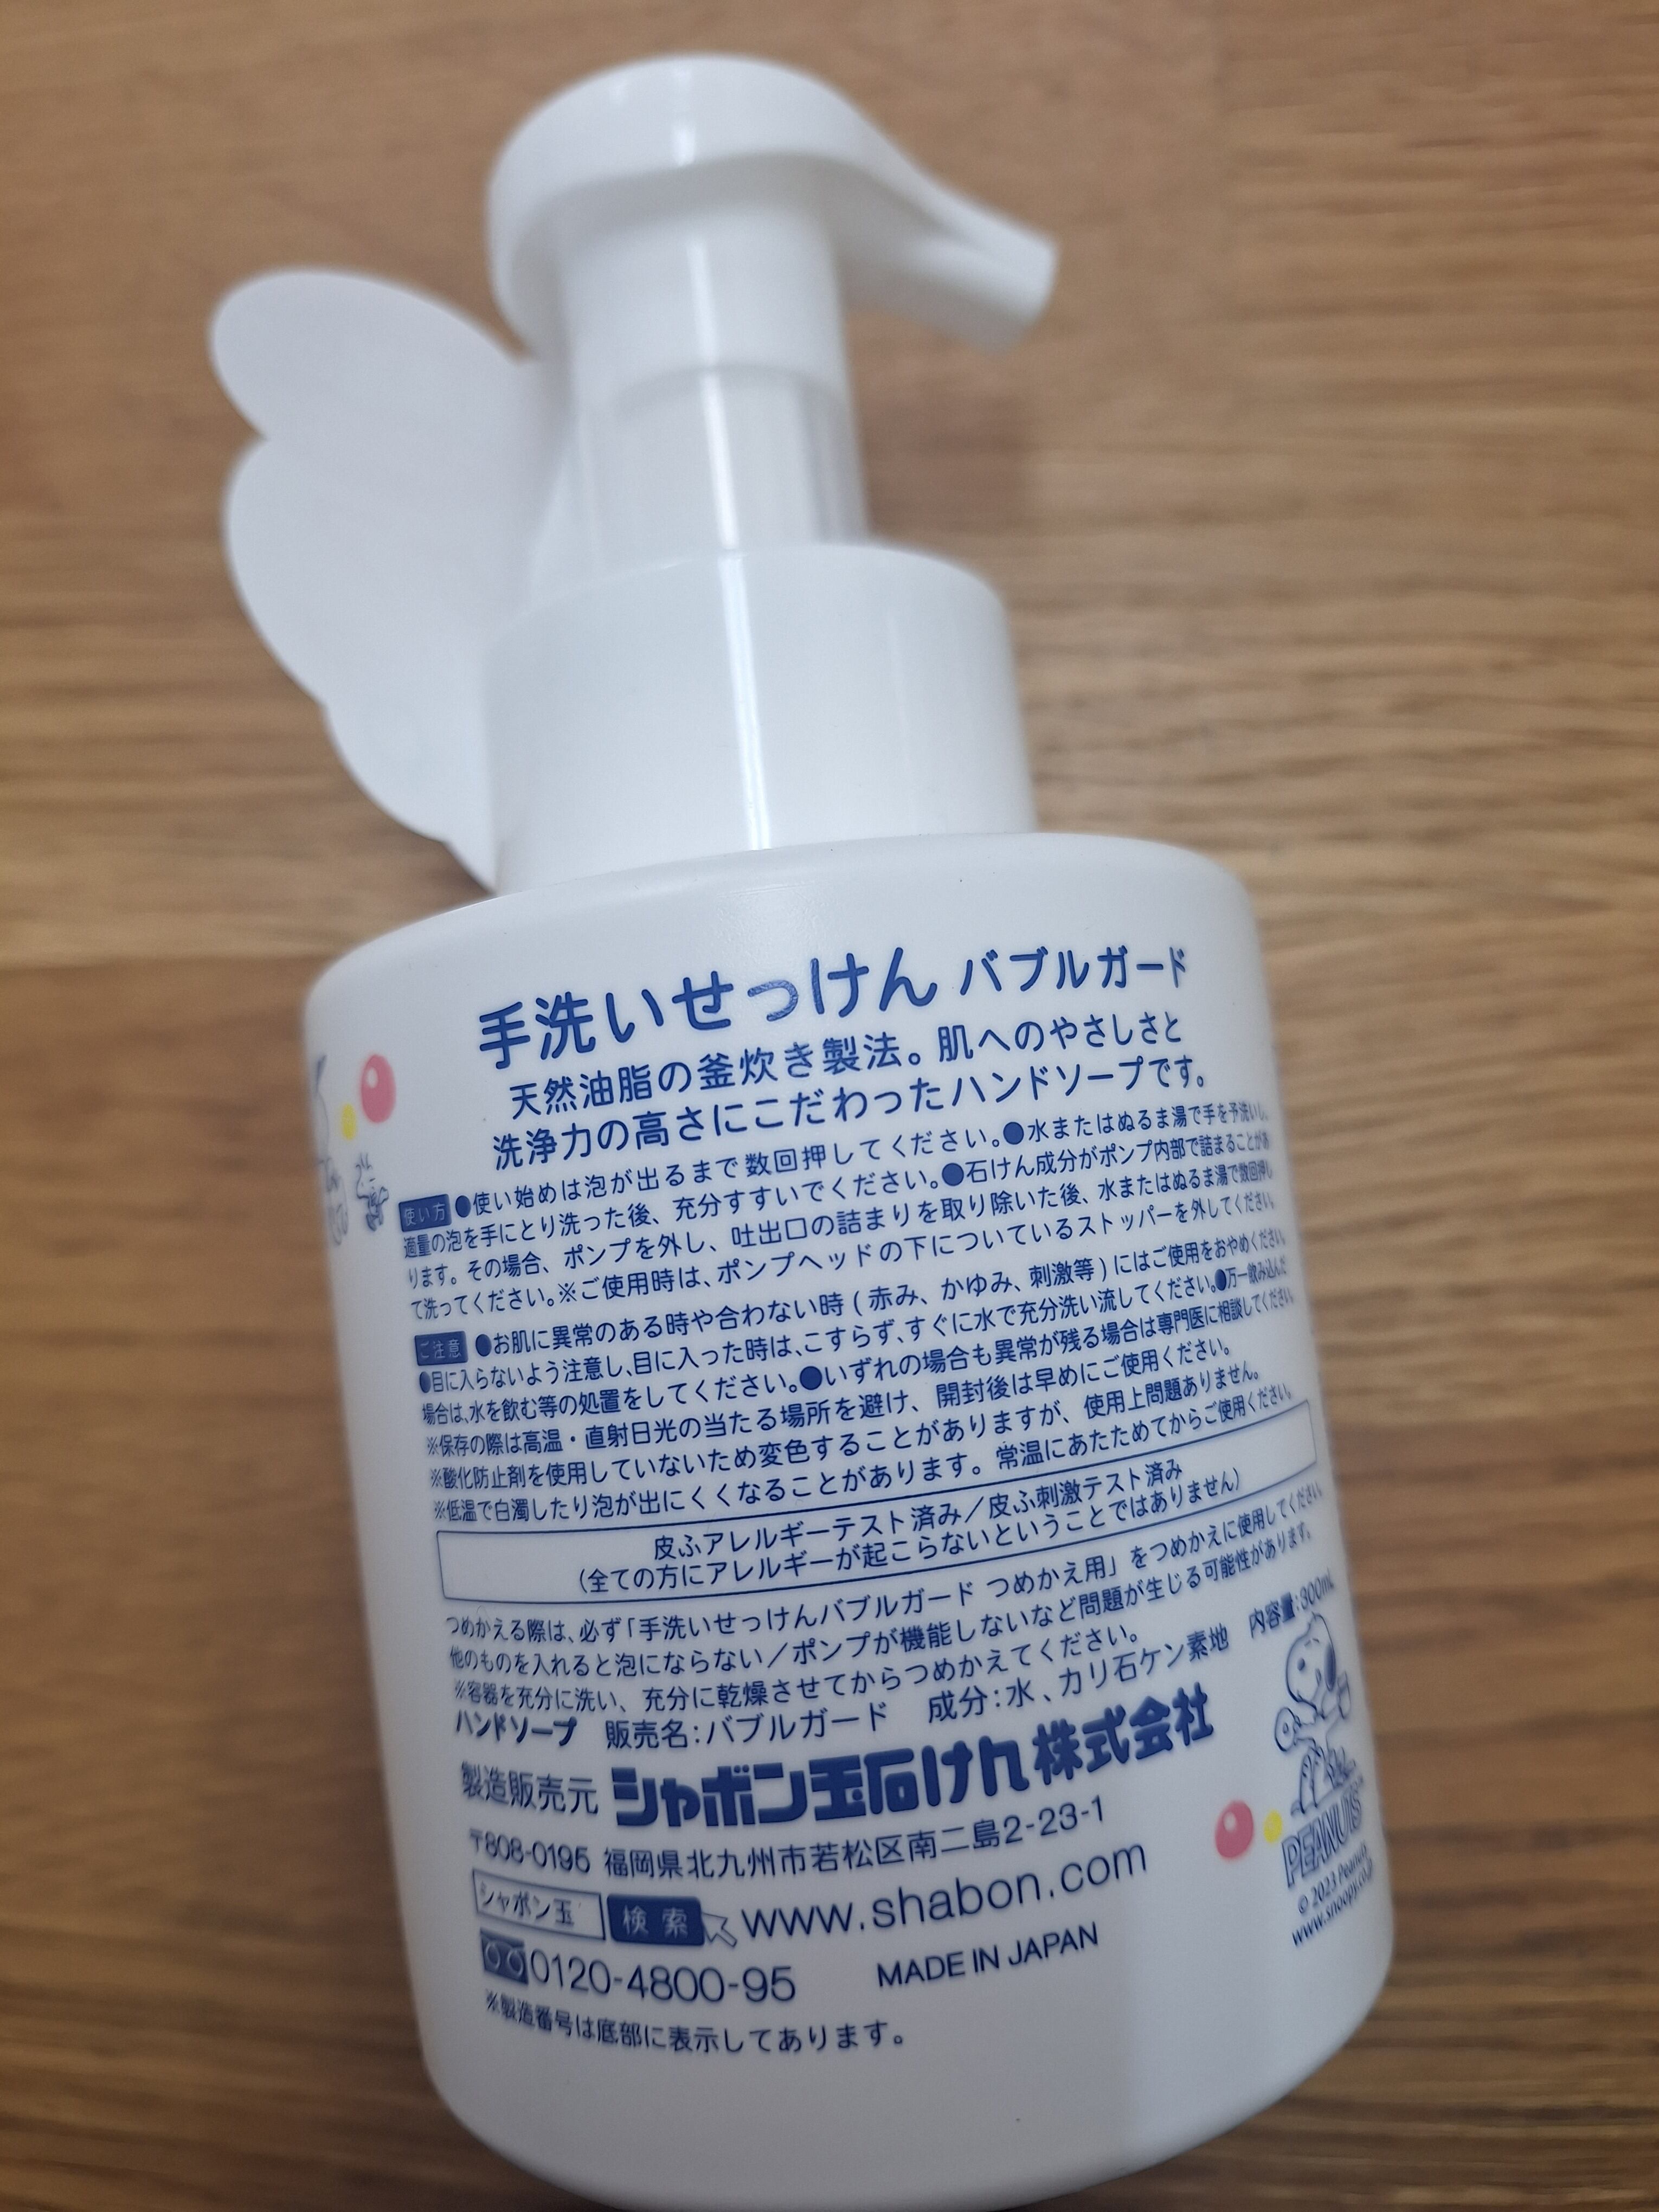 手洗いせっけん バブルガード
天然油脂の釜炊き製法。肌へのやさしさと
洗浄力の高さにこだわったハンドソープです。
使い方 ●使い始めは泡が出るまで数回押してください。●水またはぬるま湯で手を予洗いし、
適量の泡を手にとり洗った後、充分すすいでください。●石けん成分がポンプ内部で詰まることがあ
ります。その場合、ポンプを外し、吐出口の詰まりを取り除いた後、水またはぬるま湯で数回押し
て洗ってください。※ご使用時は、ポンプヘッドの下についているストッパーを外してください。
ご注意 ●お肌に異常のある時や合わない時(赤み、かゆみ、刺激等)にはご使用をおやめください。
●目に入らないよう注意し、目に入った時は、こすらず、すぐに水で充分洗い流してください。●万一飲み込んだ
場合は、水を飲む等の処置をしてください。●いずれの場合も異常が残る場合は専門医に相談してください。
※保存の際は高温・直射日光の当たる場所を避け、開封後は早めにご使用ください。
※酸化防止剤を使用していないため変色することがありますが、使用上問題ありません。
※低温で白濁したり泡が出にくくなることがあります。常温にあたためてからご使用ください。
皮ふアレルギーテスト済み/皮ふ刺激テスト済み
(全ての方にアレルギーが起こらないということではありません)
つめかえる際は、必ず「手洗いせっけんバブルガード つめかえ用」をつめかえに使用してください。
他のものを入れると泡にならない/ポンプが機能しないなど問題が生じる可能性があります。
※容器を充分に洗い、充分に乾燥させてからつめかえてください。
ハンドソープ 販売名:バブルガード 成分:水、カリ石ケン素地 内容量:300mL
製造販売元 シャボン玉石けん株式会社
〒808-0195 福岡県北九州市若松区南二島2-23-1
シャボン玉 検索 www.shabon.com
0120-4800-95 MADE IN JAPAN
※製造番号は底部に表示してあります。
PEANUTS
© 2023 Peanuts
www.snoopy.co.jp